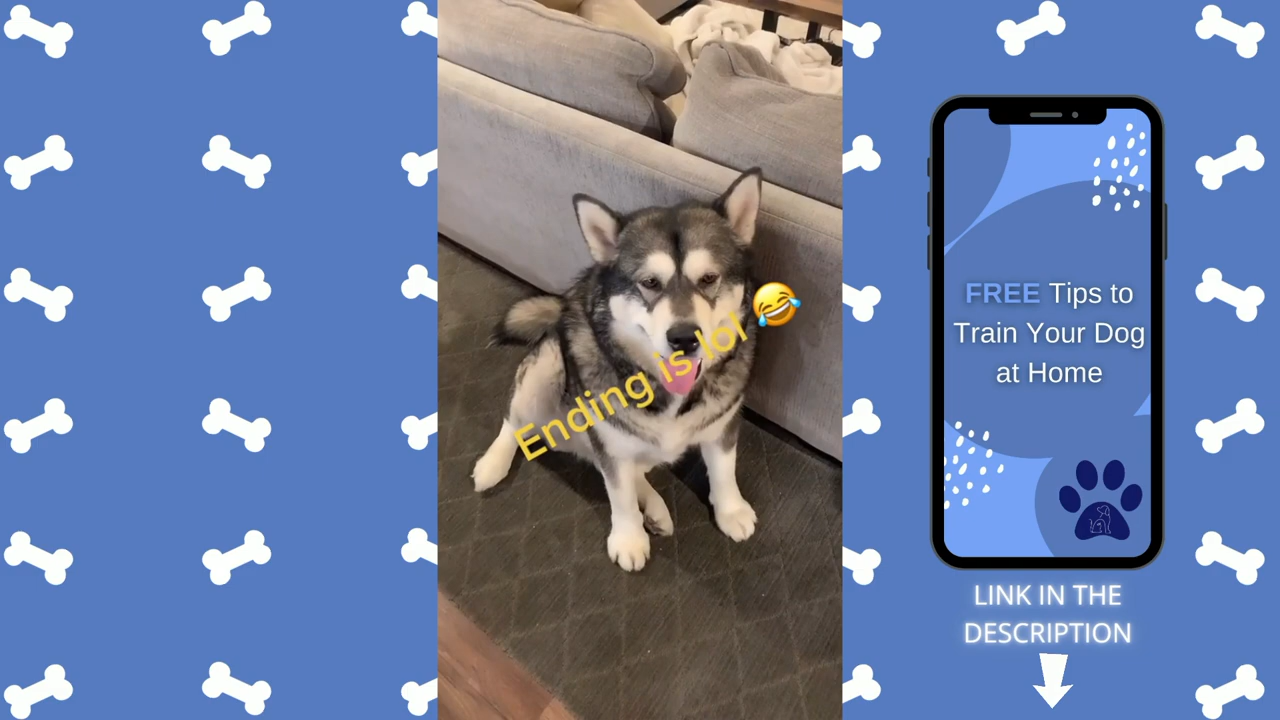 Ending is lol 😂
FREE Tips to
Train Your Dog
at Home
LINK IN THE
DESCRIPTION